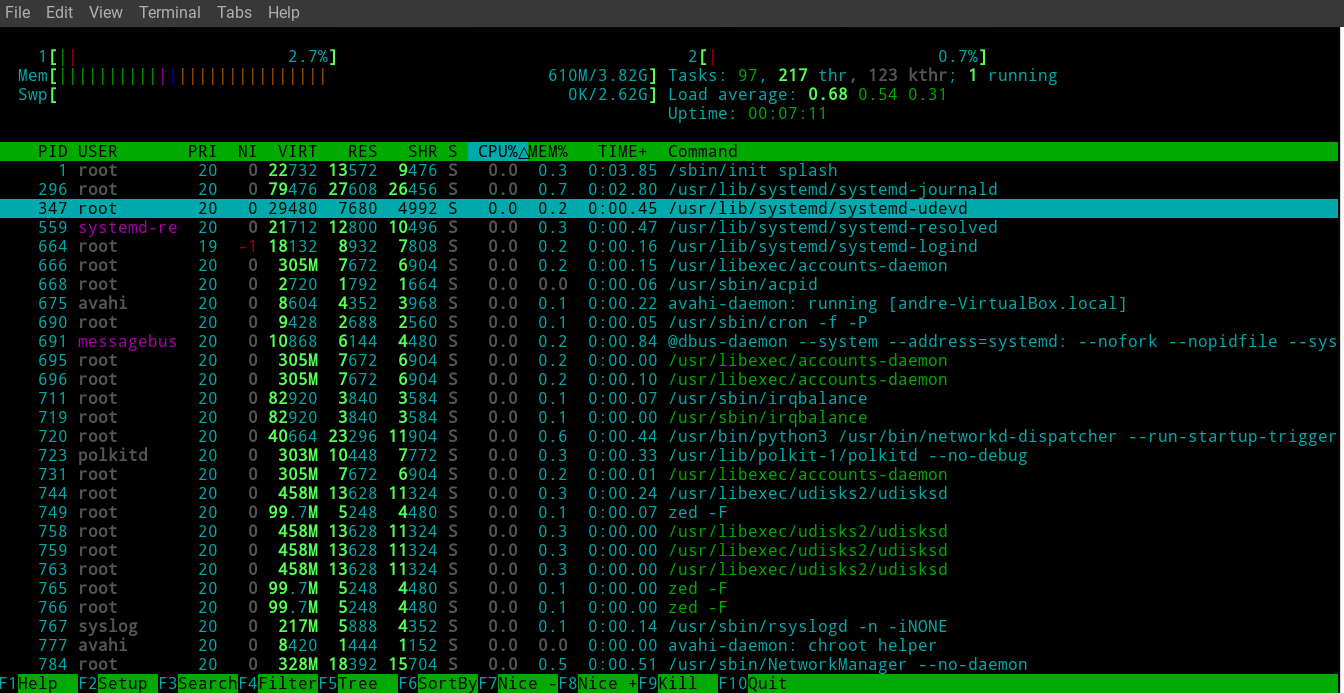 File Edit View Terminal Tabs Help
1[|| 2.7%] 2[| 0.7%]
Mem[||||||||||||||||||||||||||| 610M/3.82G] Tasks: 97, 217 thr, 123 kthr; 1 running
Swp[ 0K/2.62G] Load average: 0.68 0.54 0.31
Uptime: 00:07:11
PID USER PRI NI VIRT RES SHR S CPU%△MEM% TIME+ Command
1 root 20 0 22732 13572 9476 S 0.0 0.3 0:03.85 /sbin/init splash
296 root 20 0 79476 27608 26456 S 0.0 0.7 0:02.80 /usr/lib/systemd/systemd-journald
347 root 20 0 29480 7680 4992 S 0.0 0.2 0:00.45 /usr/lib/systemd/systemd-udevd
559 systemd-re 20 0 21712 12800 10496 S 0.0 0.3 0:00.47 /usr/lib/systemd/systemd-resolved
664 root 19 -1 18132 8932 7808 S 0.0 0.2 0:00.16 /usr/lib/systemd/systemd-logind
666 root 20 0 305M 7672 6904 S 0.0 0.2 0:00.15 /usr/libexec/accounts-daemon
668 root 20 0 2720 1792 1664 S 0.0 0.0 0:00.06 /usr/sbin/acpid
675 avahi 20 0 8604 4352 3968 S 0.0 0.1 0:00.22 avahi-daemon: running [andre-VirtualBox.local]
690 root 20 0 9428 2688 2560 S 0.0 0.1 0:00.05 /usr/sbin/cron -f -P
691 messagebus 20 0 10868 6144 4480 S 0.0 0.2 0:00.84 @dbus-daemon --system --address=systemd: --nofork --nopidfile --sys
695 root 20 0 305M 7672 6904 S 0.0 0.2 0:00.00 /usr/libexec/accounts-daemon
696 root 20 0 305M 7672 6904 S 0.0 0.2 0:00.10 /usr/libexec/accounts-daemon
711 root 20 0 82920 3840 3584 S 0.0 0.1 0:00.07 /usr/sbin/irqbalance
719 root 20 0 82920 3840 3584 S 0.0 0.1 0:00.00 /usr/sbin/irqbalance
720 root 20 0 40664 23296 11904 S 0.0 0.6 0:00.44 /usr/bin/python3 /usr/bin/networkd-dispatcher --run-startup-trigger
723 polkitd 20 0 303M 10448 7772 S 0.0 0.3 0:00.33 /usr/lib/polkit-1/polkitd --no-debug
731 root 20 0 305M 7672 6904 S 0.0 0.2 0:00.01 /usr/libexec/accounts-daemon
744 root 20 0 458M 13628 11324 S 0.0 0.3 0:00.24 /usr/libexec/udisks2/udisksd
749 root 20 0 99.7M 5248 4480 S 0.0 0.1 0:00.07 zed -F
758 root 20 0 458M 13628 11324 S 0.0 0.3 0:00.00 /usr/libexec/udisks2/udisksd
759 root 20 0 458M 13628 11324 S 0.0 0.3 0:00.00 /usr/libexec/udisks2/udisksd
763 root 20 0 458M 13628 11324 S 0.0 0.3 0:00.00 /usr/libexec/udisks2/udisksd
765 root 20 0 99.7M 5248 4480 S 0.0 0.1 0:00.00 zed -F
766 root 20 0 99.7M 5248 4480 S 0.0 0.1 0:00.00 zed -F
767 syslog 20 0 217M 5888 4352 S 0.0 0.1 0:00.14 /usr/sbin/rsyslogd -n -iNONE
777 avahi 20 0 8420 1444 1152 S 0.0 0.0 0:00.00 avahi-daemon: chroot helper
784 root 20 0 328M 18392 15704 S 0.0 0.5 0:00.51 /usr/sbin/NetworkManager --no-daemon
F1Help F2Setup F3SearchF4FilterF5Tree F6SortByF7Nice -F8Nice +F9Kill F10Quit